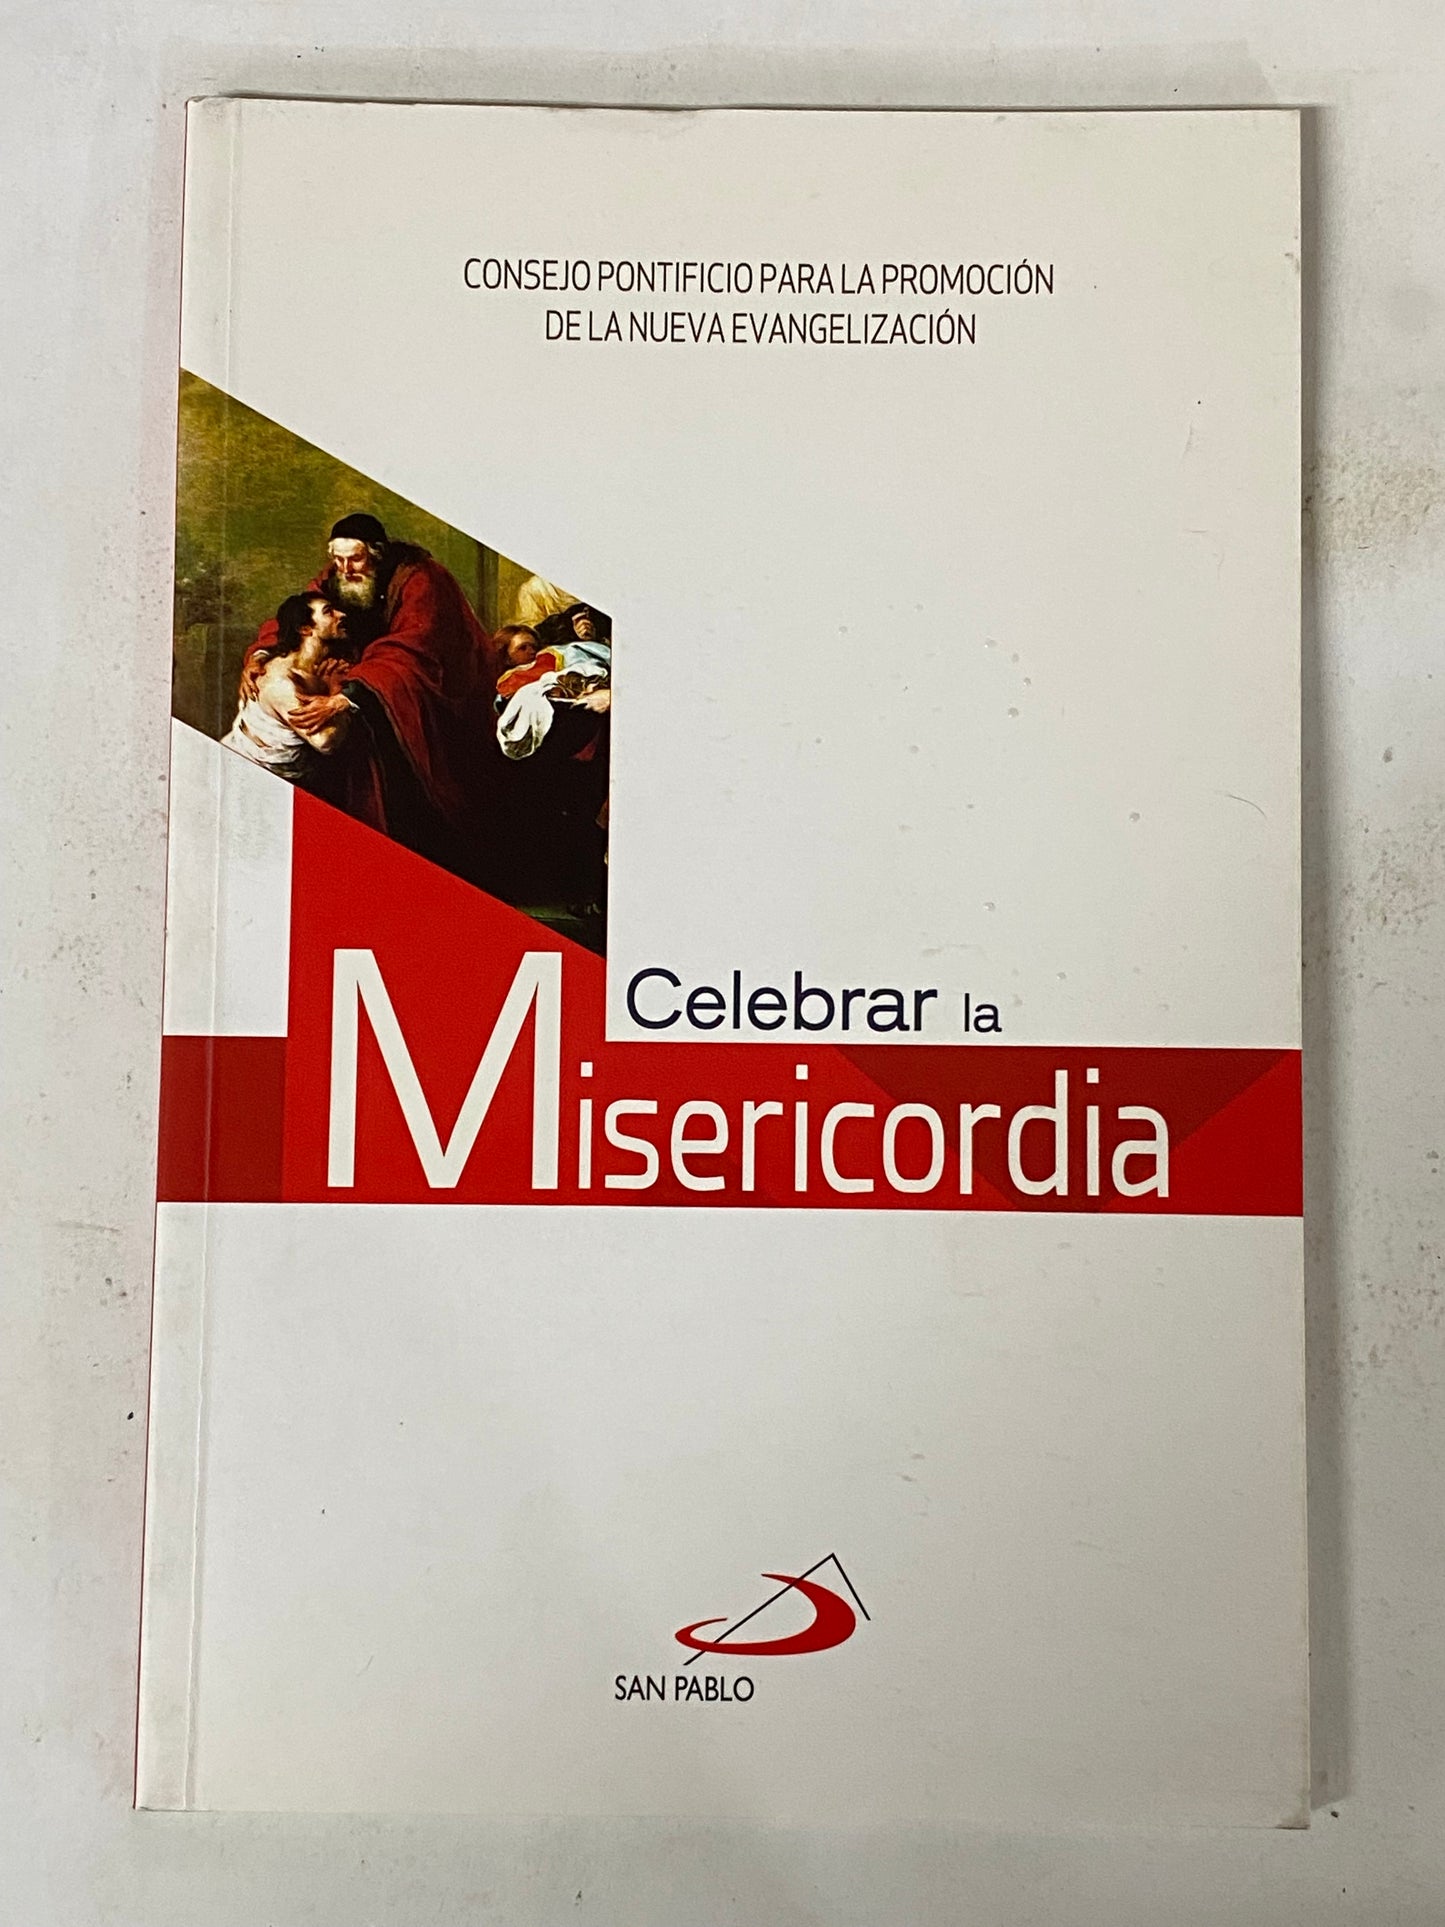 CONSEJO PONTIFICIO PARA LA PROMOCIÓN
DE LA NUEVA EVANGELIZACIÓN
Celebrar la
Misericordia
SAN PABLO